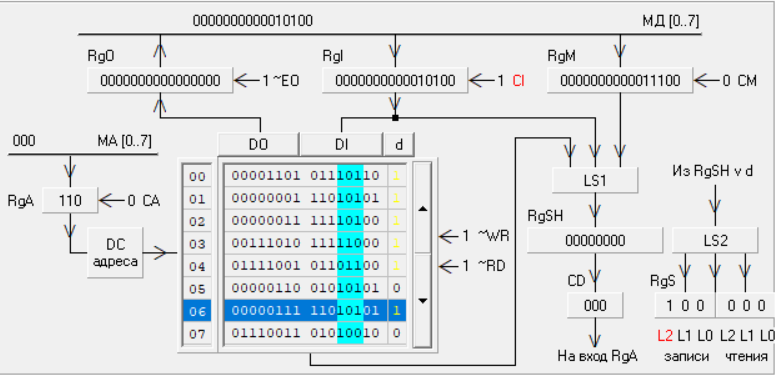 0000000000010100 МД [0..7]
RgO RgI RgM
0000000000000000 1 ~EO 0000000000010100 1 CI 0000000000011100 0 CM
000 МА [0..7] DO DI d
Из RgSH v d
00 00001101 01110110 1
LS1
RgA 110 0 CA 01 00000001 11010101 1
02 00000011 11110100 1
RgSH
DC адреса
03 00111010 11111000 1 1 ~WR 00000000 LS2
04 01111001 01101100 1 1 ~RD
CD RgS
05 00000110 01010101 0
06 00000111 11010101 1 000 1 0 0 0 0 0
07 01110011 01010010 0
L2 L1 L0 L2 L1 L0
На вход RgA записи чтения